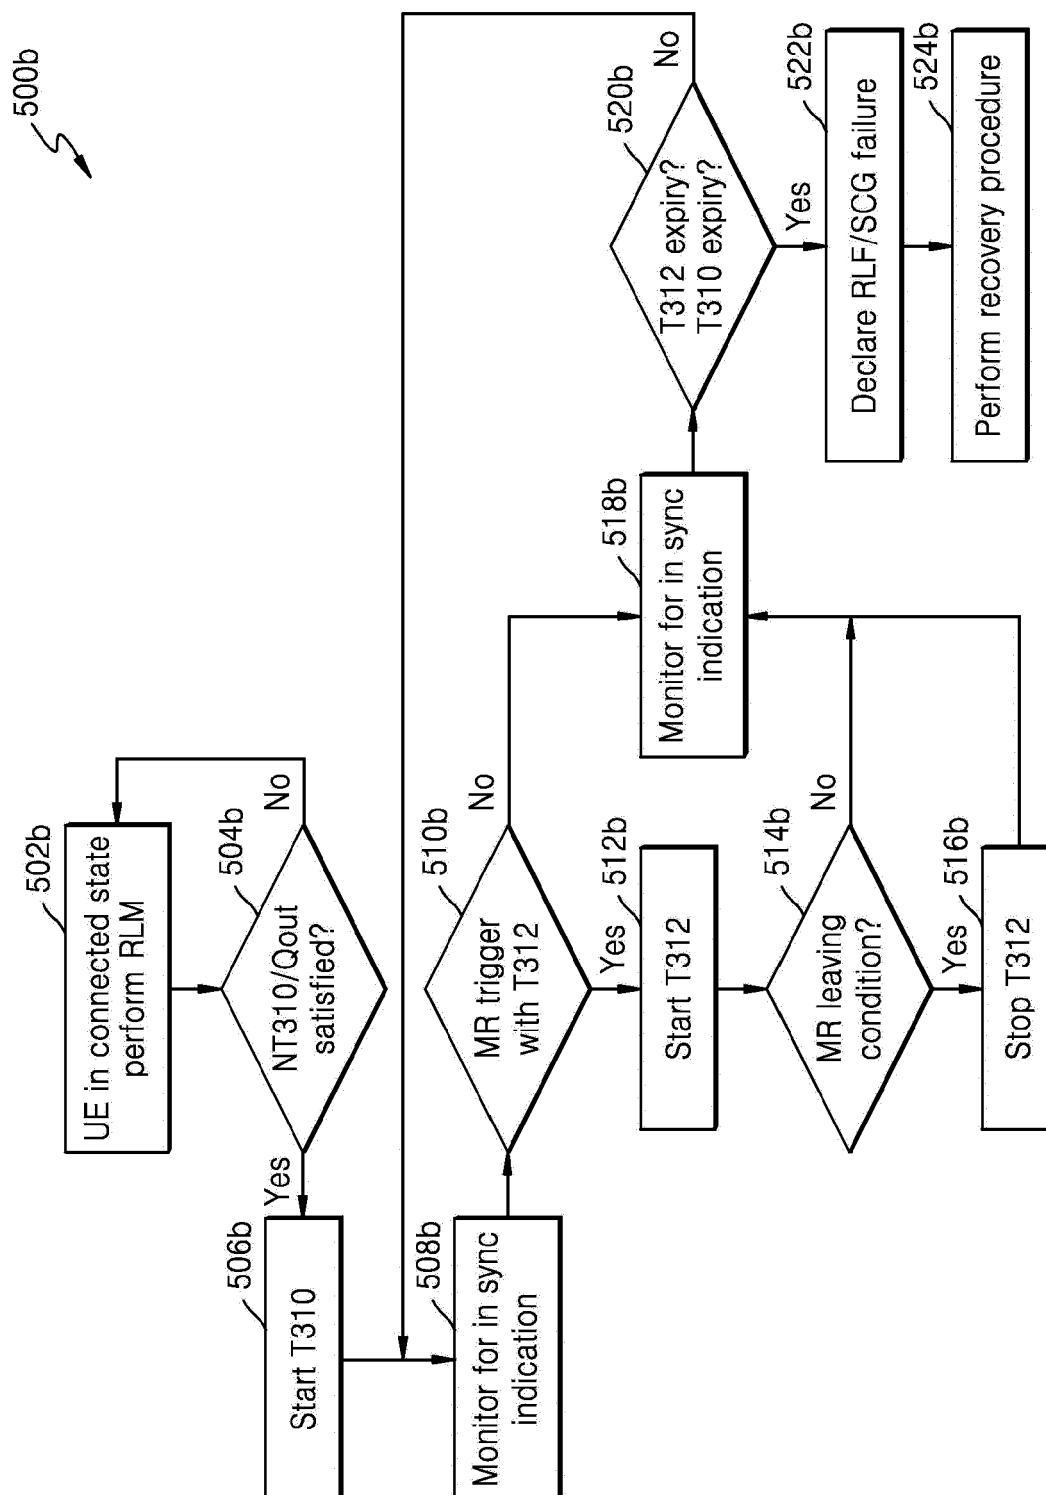 500b
502b
UE in connected state
perform RLM
504b
NT310/Qout
satisfied?
No
Yes
506b
Start T310
508b
Monitor for in sync
indication
510b
MR trigger
with T312
No
Yes
512b
Start T312
514b
MR leaving
condition?
No
Yes
516b
Stop T312
518b
Monitor for in sync
indication
520b
T312 expiry?
T310 expiry?
No
Yes
522b
Declare RLF/SCG failure
524b
Perform recovery procedure